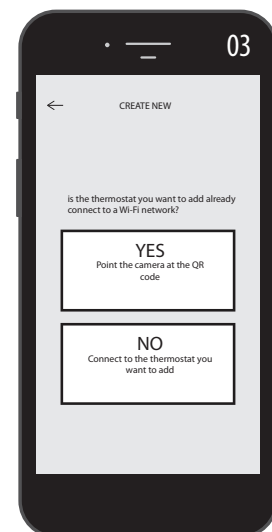 03
CREATE NEW
is the thermostat you want to add already
connect to a Wi-Fi network?
YES
Point the camera at the QR
code
NO
Connect to the thermostat you
want to add